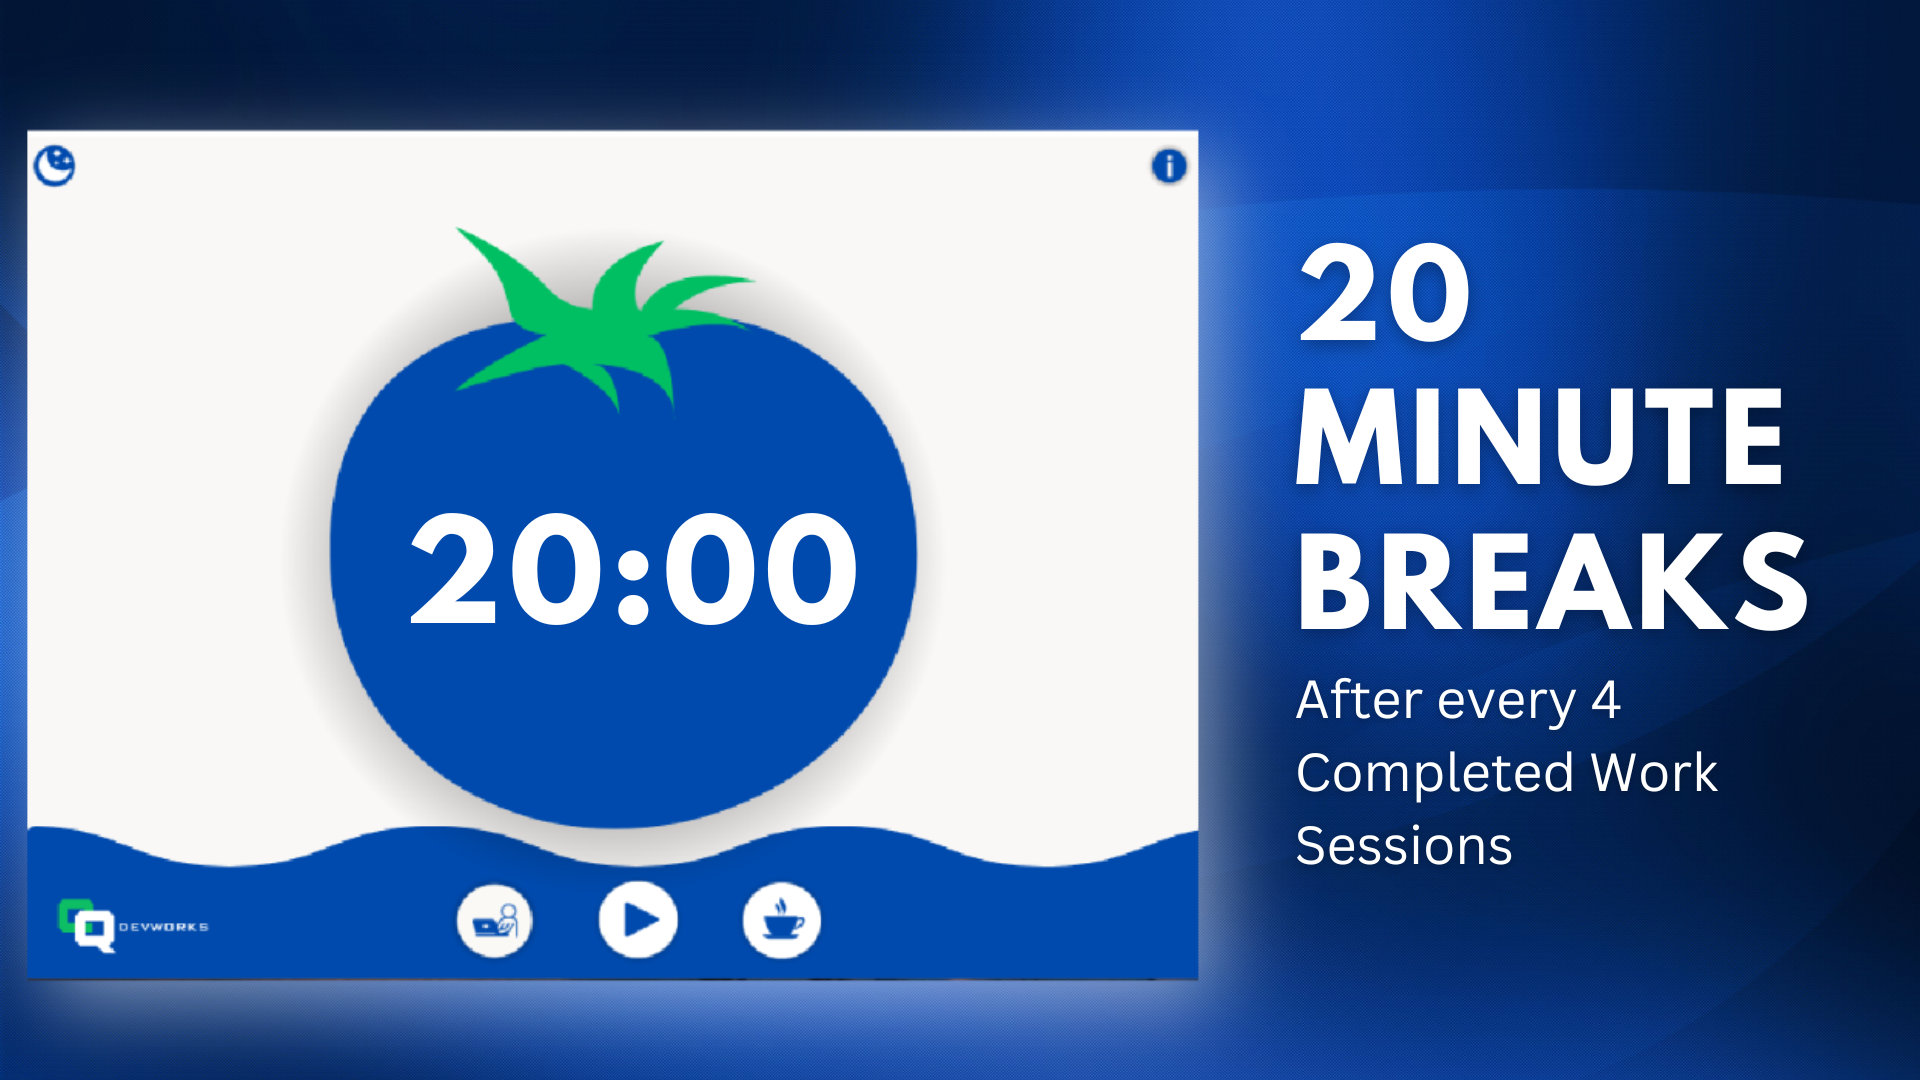 20:00
DEVWORKS
20
MINUTE
BREAKS
After every 4
Completed Work
Sessions